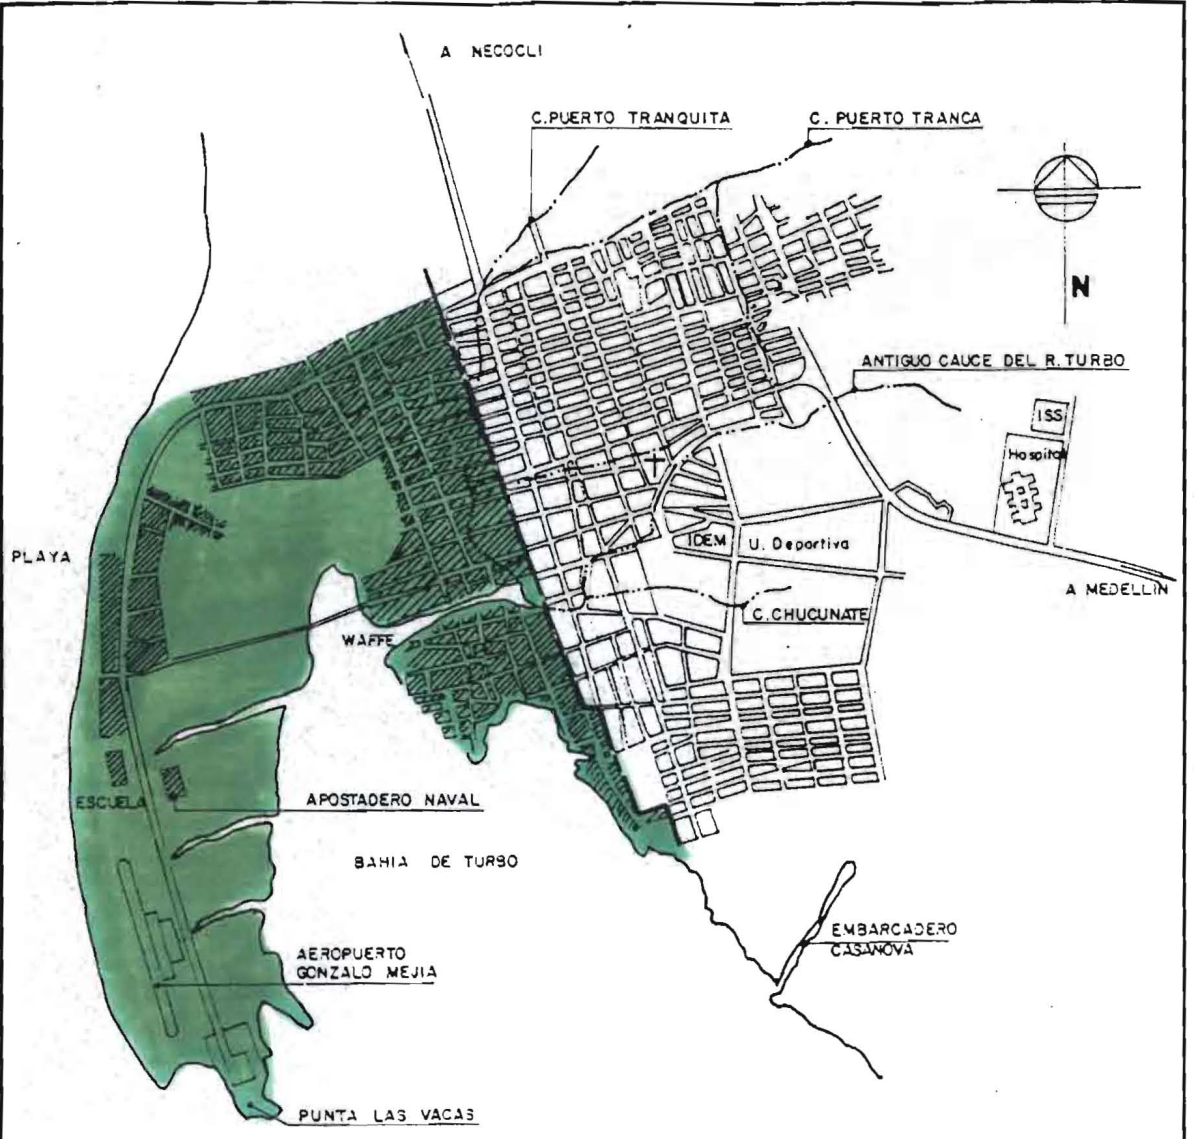 A NECOCLI
C. PUERTO TRANQUITA
C. PUERTO TRANCA
N
ANTIGUO CAUCE DEL R. TURBO
ISS
Hospital
PLAYA
IDEM
U. Deportiva
A MEDELLIN
C. CHUCUNATE
WAFFE
ESCUELA
APOSTADERO NAVAL
BAHIA DE TURBO
EMBARCADERO
CASANOVA
AEROPUERTO
GONZALO MEJIA
PUNTA LAS VACAS